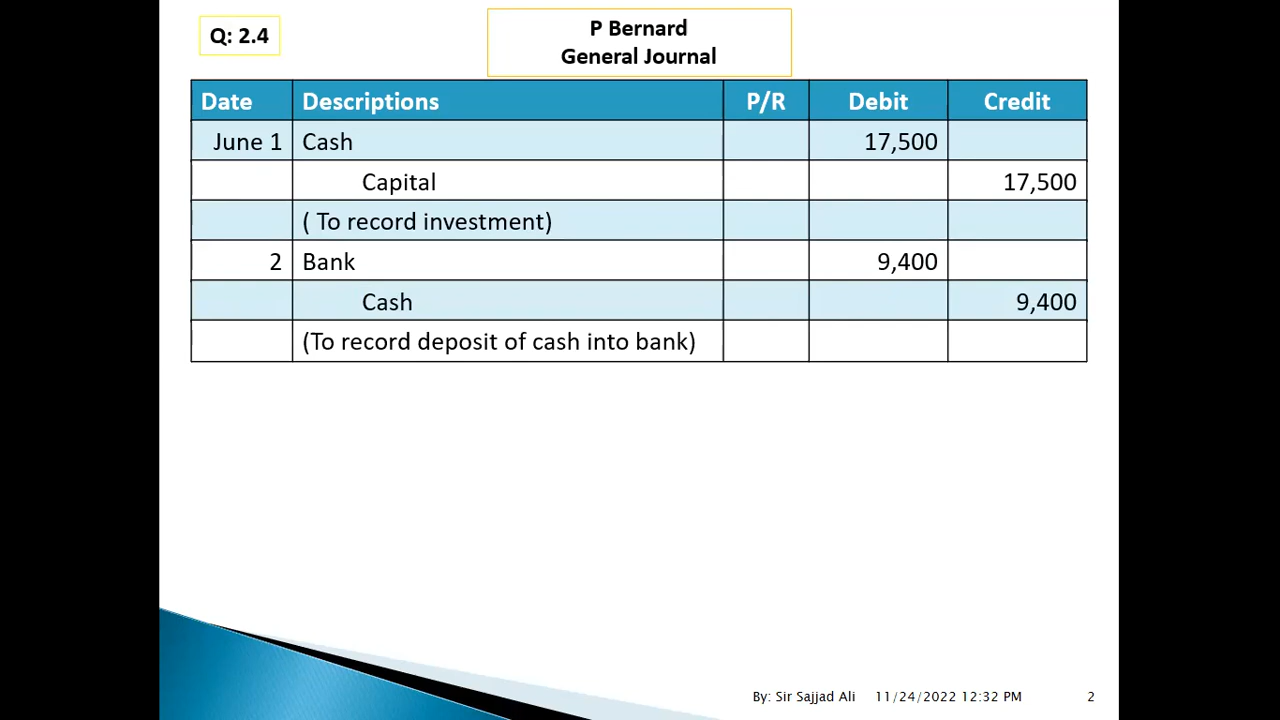 Q: 2.4
P Bernard
General Journal
Date Descriptions P/R Debit Credit
June 1 Cash 17,500
Capital 17,500
( To record investment)
2 Bank 9,400
Cash 9,400
(To record deposit of cash into bank)
By: Sir Sajjad Ali 11/24/2022 12:32 PM 2